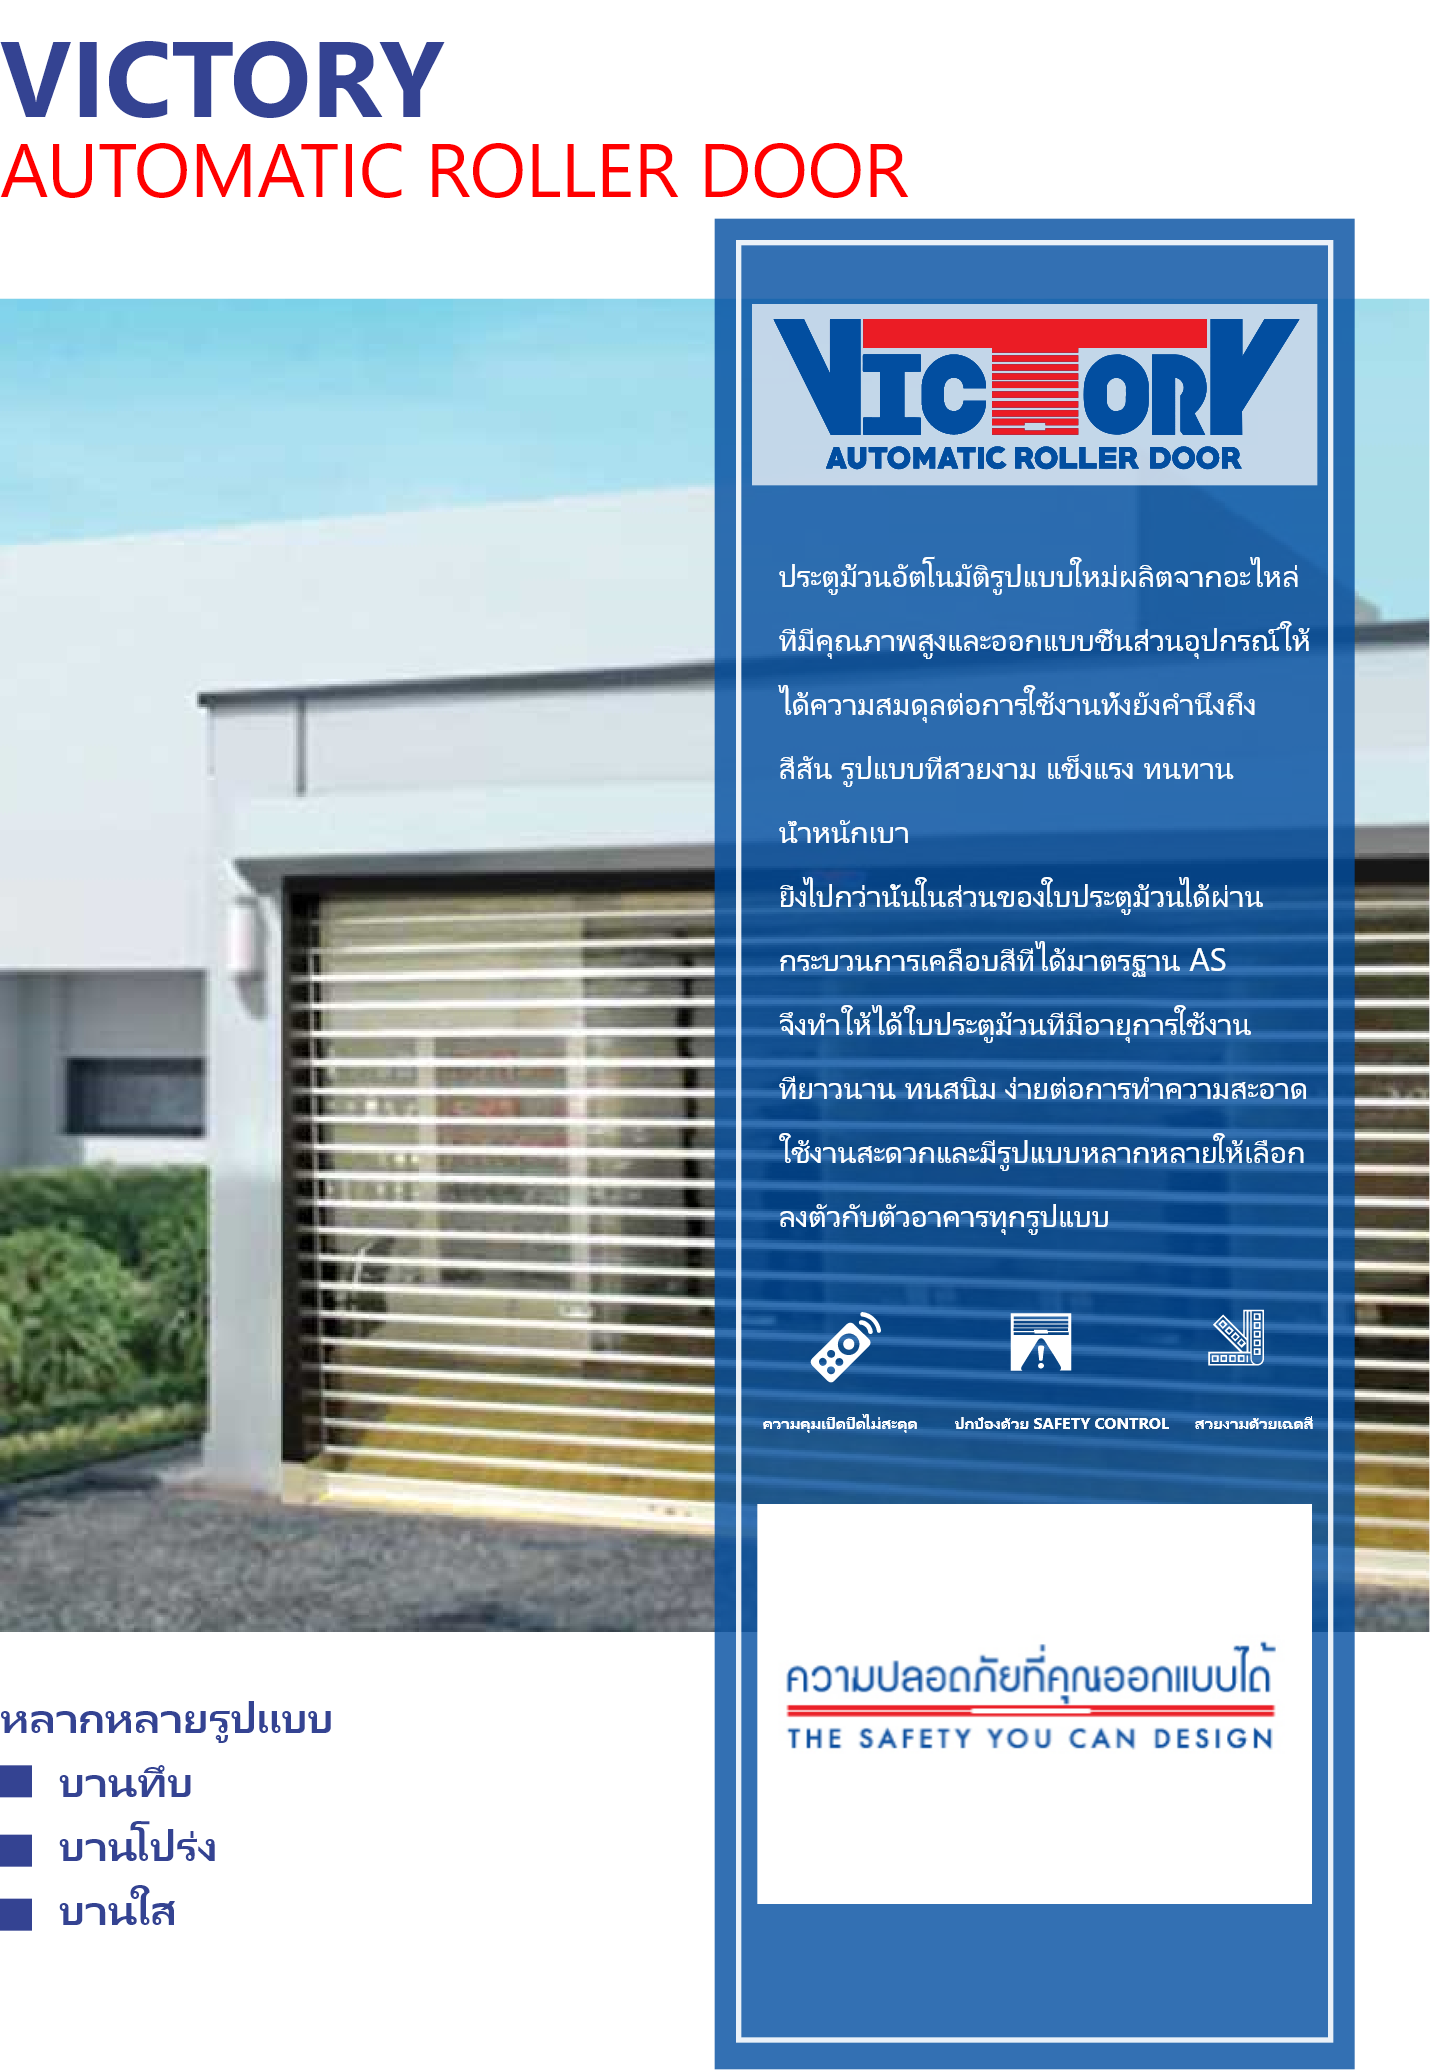 VICTORY
AUTOMATIC ROLLER DOOR
VICTORY
AUTOMATIC ROLLER DOOR
ประตูม้วนอัตโนมัติรูปแบบใหม่ผลิตจากอะไหล่
ที่มีคุณภาพสูงและออกแบบชิ้นส่วนอุปกรณ์ให้
ได้ความสมดุลต่อการใช้งานทั้งยังคำนึงถึง
สีสัน รูปแบบที่สวยงาม แข็งแรง ทนทาน
น้ำหนักเบา
ยิ่งไปกว่านั้นในส่วนของใบประตูม้วนได้ผ่าน
กระบวนการเคลือบสีที่ได้มาตรฐาน AS
จึงทำให้ได้ใบประตูม้วนที่มีอายุการใช้งาน
ที่ยาวนาน ทนสนิม ง่ายต่อการทำความสะอาด
ใช้งานสะดวกและมีรูปแบบหลากหลายให้เลือก
ลงตัวกับตัวอาคารทุกรูปแบบ
ความคุมเปิดปิดไม่สะดุด ปกป้องด้วย SAFETY CONTROL สวยงามด้วยเฉดสี
ความปลอดภัยที่คุณออกแบบได้
THE SAFETY YOU CAN DESIGN
หลากหลายรูปแบบ
บานทึบ
บานโปร่ง
บานใส